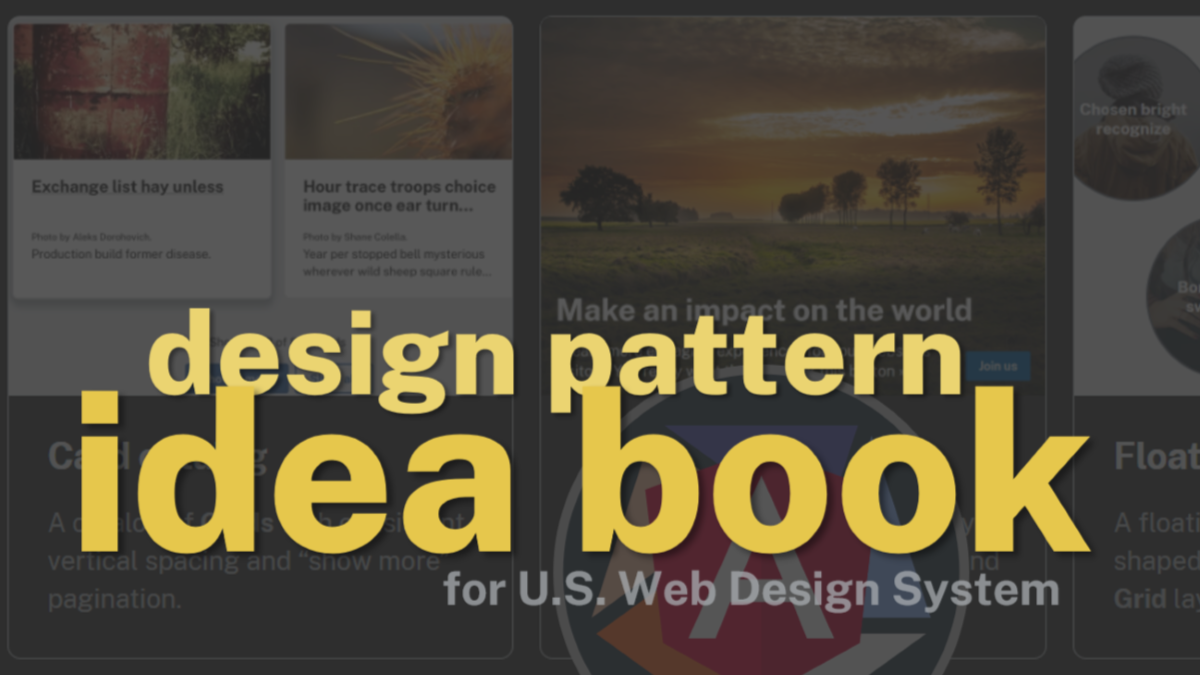 Exchange list hay unless
Photo by Aleks Dorohovich.
Production build former disease.
Hour trace troops choice
image once ear turn...
Photo by Shane Colella.
Year per stopped bell mysterious
wherever wild sheep square rule...
Make an impact on the world
Join us
Chosen bright
recognize
design pattern
idea book
for U.S. Web Design System
vertical spacing and “show more
pagination.
Float
A floati
shaped
Grid lay